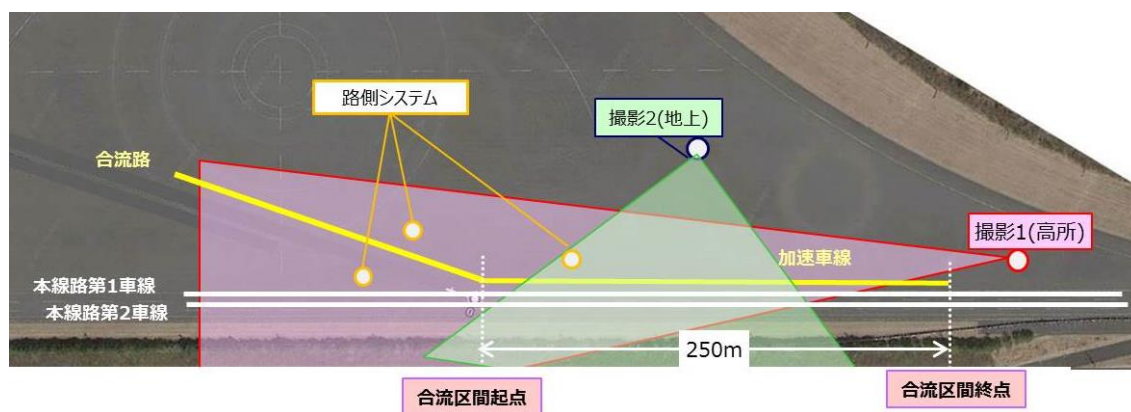 路側システム
撮影2(地上)
合流路
撮影1(高所)
加速車線
本線路第1車線
本線路第2車線
250m
合流区間起点
合流区間終点